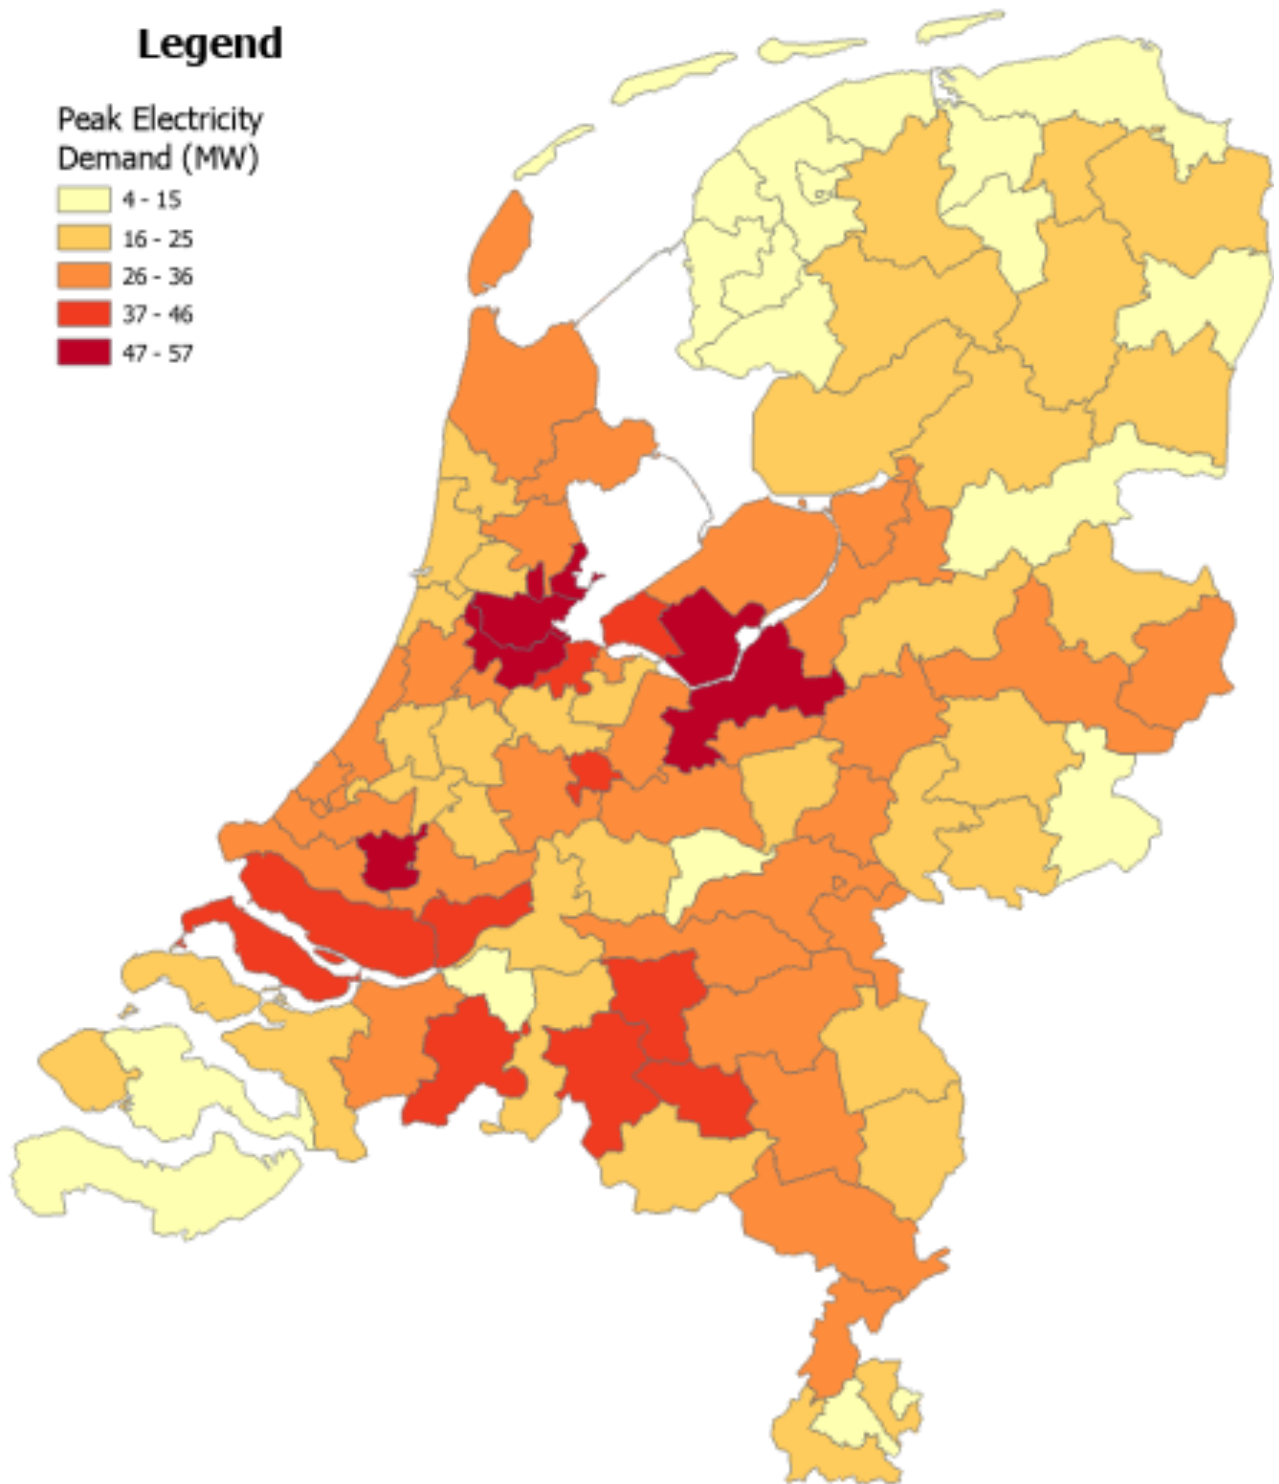 Legend
Peak Electricity
Demand (MW)
4 - 15
16 - 25
26 - 36
37 - 46
47 - 57